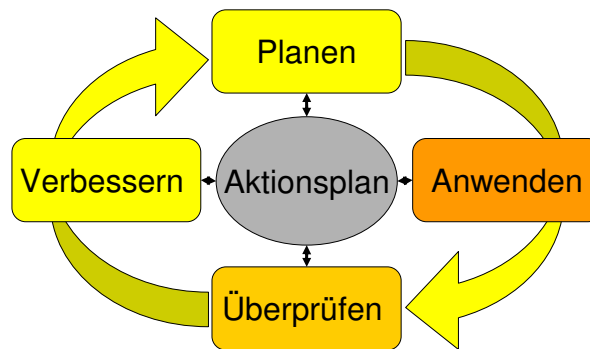 Planen
Verbessern
Aktionsplan
Anwenden
Überprüfen